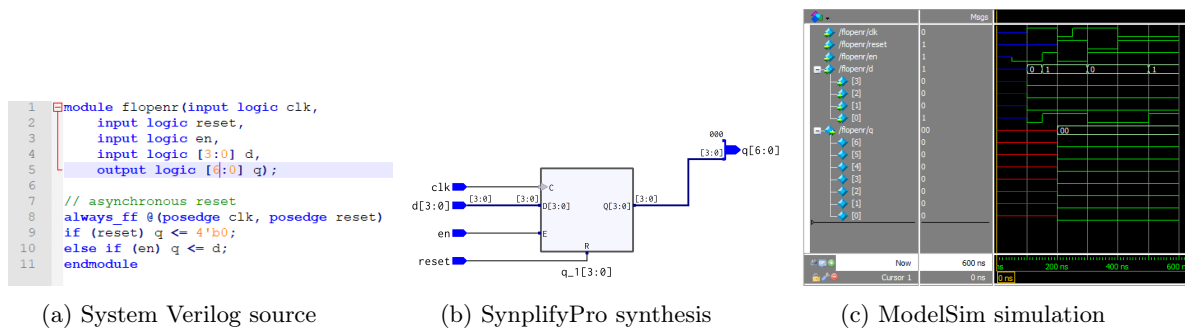 1 module flopenr(input logic clk,
2 input logic reset,
3 input logic en,
4 input logic [3:0] d,
5 output logic [6:0] q);
6
7 // asynchronous reset
8 always_ff @(posedge clk, posedge reset)
9 if (reset) q <= 4'b0;
10 else if (en) q <= d;
11 endmodule
(a) System Verilog source
000
[3:0] q[6:0]
clk C
d[3:0] [3:0] [3:0] D[3:0] Q[3:0] [3:0]
en E
R
reset
q_1[3:0]
(b) SynplifyPro synthesis
Msgs
/flopenr/clk 0
/flopenr/reset 1
/flopenr/en 1
/flopenr/d 1 0 1 0 1
[3] 0
[2] 0
[1] 0
[0] 1
/flopenr/q 00 00
[6] 0
[5] 0
[4] 0
[3] 0
[2] 0
[1] 0
[0] 0
Now 600 ns ns 200 ns 400 ns 600 ns
Cursor 1 0 ns 0 ns
(c) ModelSim simulation